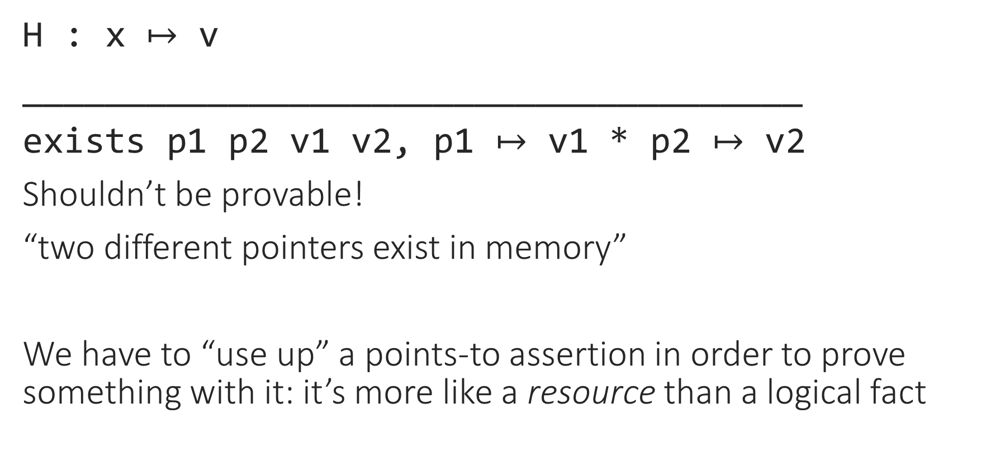 H : x ↦ v
exists p1 p2 v1 v2, p1 ↦ v1 * p2 ↦ v2
Shouldn’t be provable!
“two different pointers exist in memory”
We have to “use up” a points-to assertion in order to prove
something with it: it’s more like a resource than a logical fact